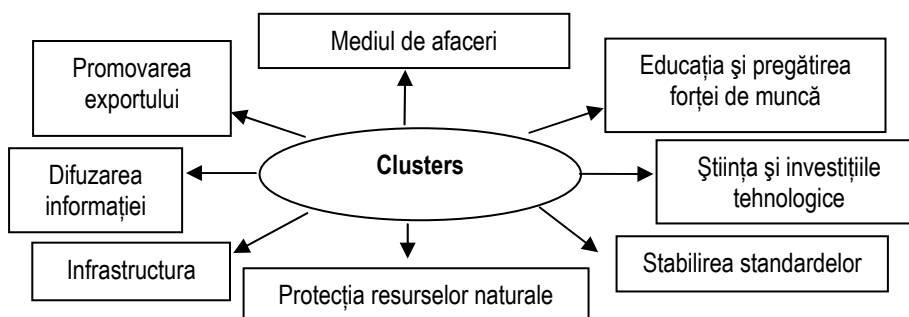 Mediul de afaceri
Promovarea
exportului
Educația şi pregătirea
forței de muncă
Clusters
Difuzarea
informației
Ştiința şi investițiile
tehnologice
Infrastructura
Stabilirea standardelor
Protecția resurselor naturale